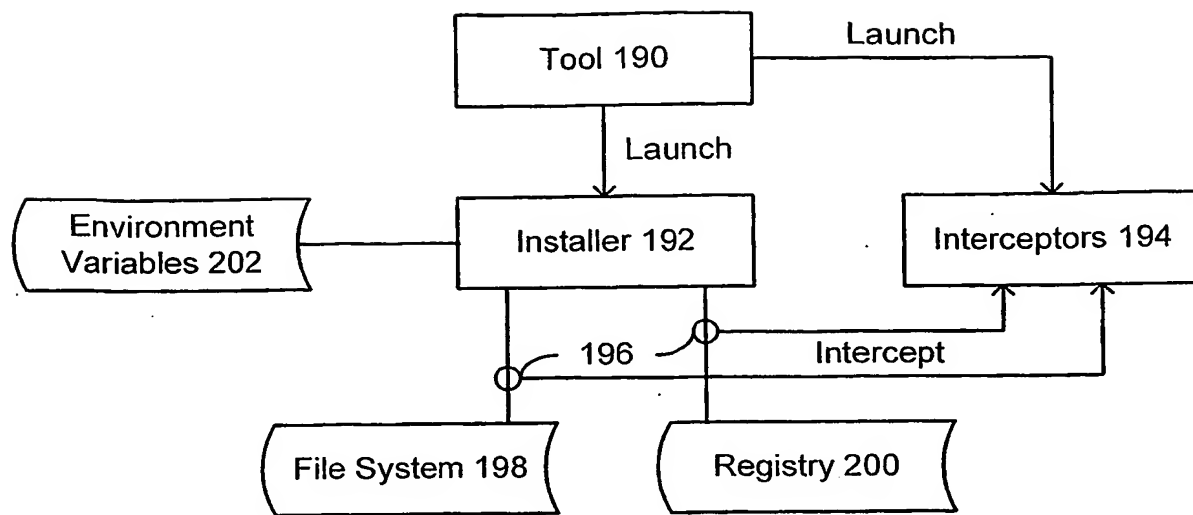 Launch
Tool 190
Launch
Environment
Variables 202
Installer 192
Interceptors 194
196
Intercept
File System 198
Registry 200